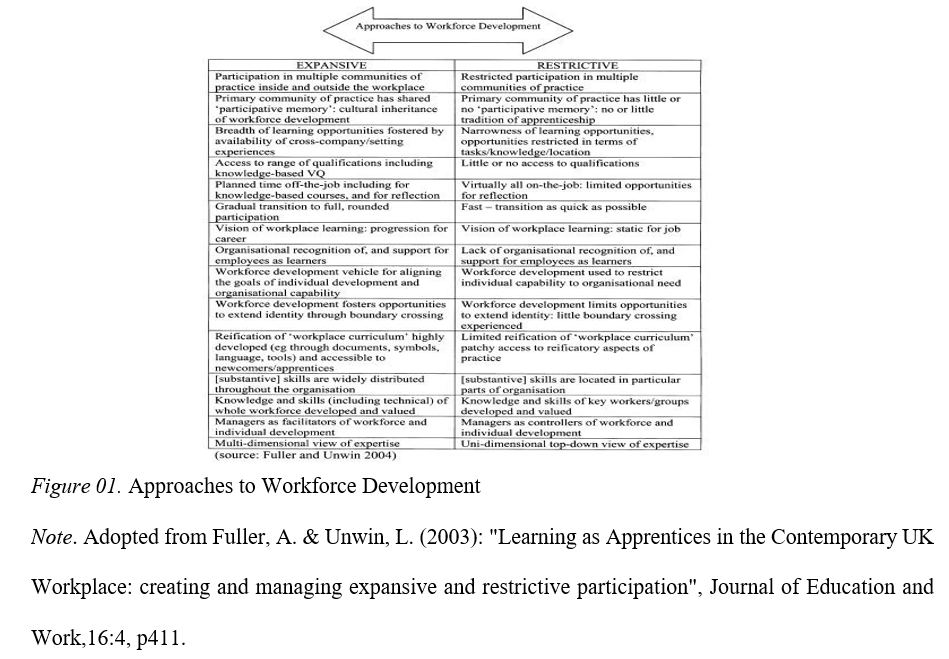 Approaches to Workforce Development
EXPANSIVE
RESTRICTIVE
Participation in multiple communities of
practice inside and outside the workplace
Restricted participation in multiple
communities of practice
Primary community of practice has shared
‘participative memory’: cultural inheritance
of workforce development
Primary community of practice has little or
no ‘participative memory’: no or little
tradition of apprenticeship
Breadth of learning opportunities fostered by
availability of cross-company/setting
experiences
Narrowness of learning opportunities,
opportunities restricted in terms of
tasks/knowledge/location
Access to range of qualifications including
knowledge-based VQ
Little or no access to qualifications
Planned time off-the-job including for
knowledge-based courses, and for reflection
Virtually all on-the-job: limited opportunities
for reflection
Gradual transition to full, rounded
participation
Fast – transition as quick as possible
Vision of workplace learning: progression for
career
Vision of workplace learning: static for job
Organisational recognition of, and support for
employees as learners
Lack of organisational recognition of, and
support for employees as learners
Workforce development vehicle for aligning
the goals of individual development and
organisational capability
Workforce development used to restrict
individual capability to organisational need
Workforce development fosters opportunities
to extend identity through boundary crossing
Workforce development limits opportunities
to extend identity: little boundary crossing
experienced
Reification of ‘workplace curriculum’ highly
developed (eg through documents, symbols,
language, tools) and accessible to
newcomers/apprentices
Limited reification of ‘workplace curriculum’
patchy access to reificatory aspects of
practice
[substantive] skills are widely distributed
throughout the organisation
[substantive] skills are located in particular
parts of organisation
Knowledge and skills (including technical) of
whole workforce developed and valued
Knowledge and skills of key workers/groups
developed and valued
Managers as facilitators of workforce and
individual development
Managers as controllers of workforce and
individual development
Multi-dimensional view of expertise
Uni-dimensional top-down view of expertise
(source: Fuller and Unwin 2004)
Figure 01. Approaches to Workforce Development
Note. Adopted from Fuller, A. & Unwin, L. (2003): "Learning as Apprentices in the Contemporary UK
Workplace: creating and managing expansive and restrictive participation", Journal of Education and
Work,16:4, p411.